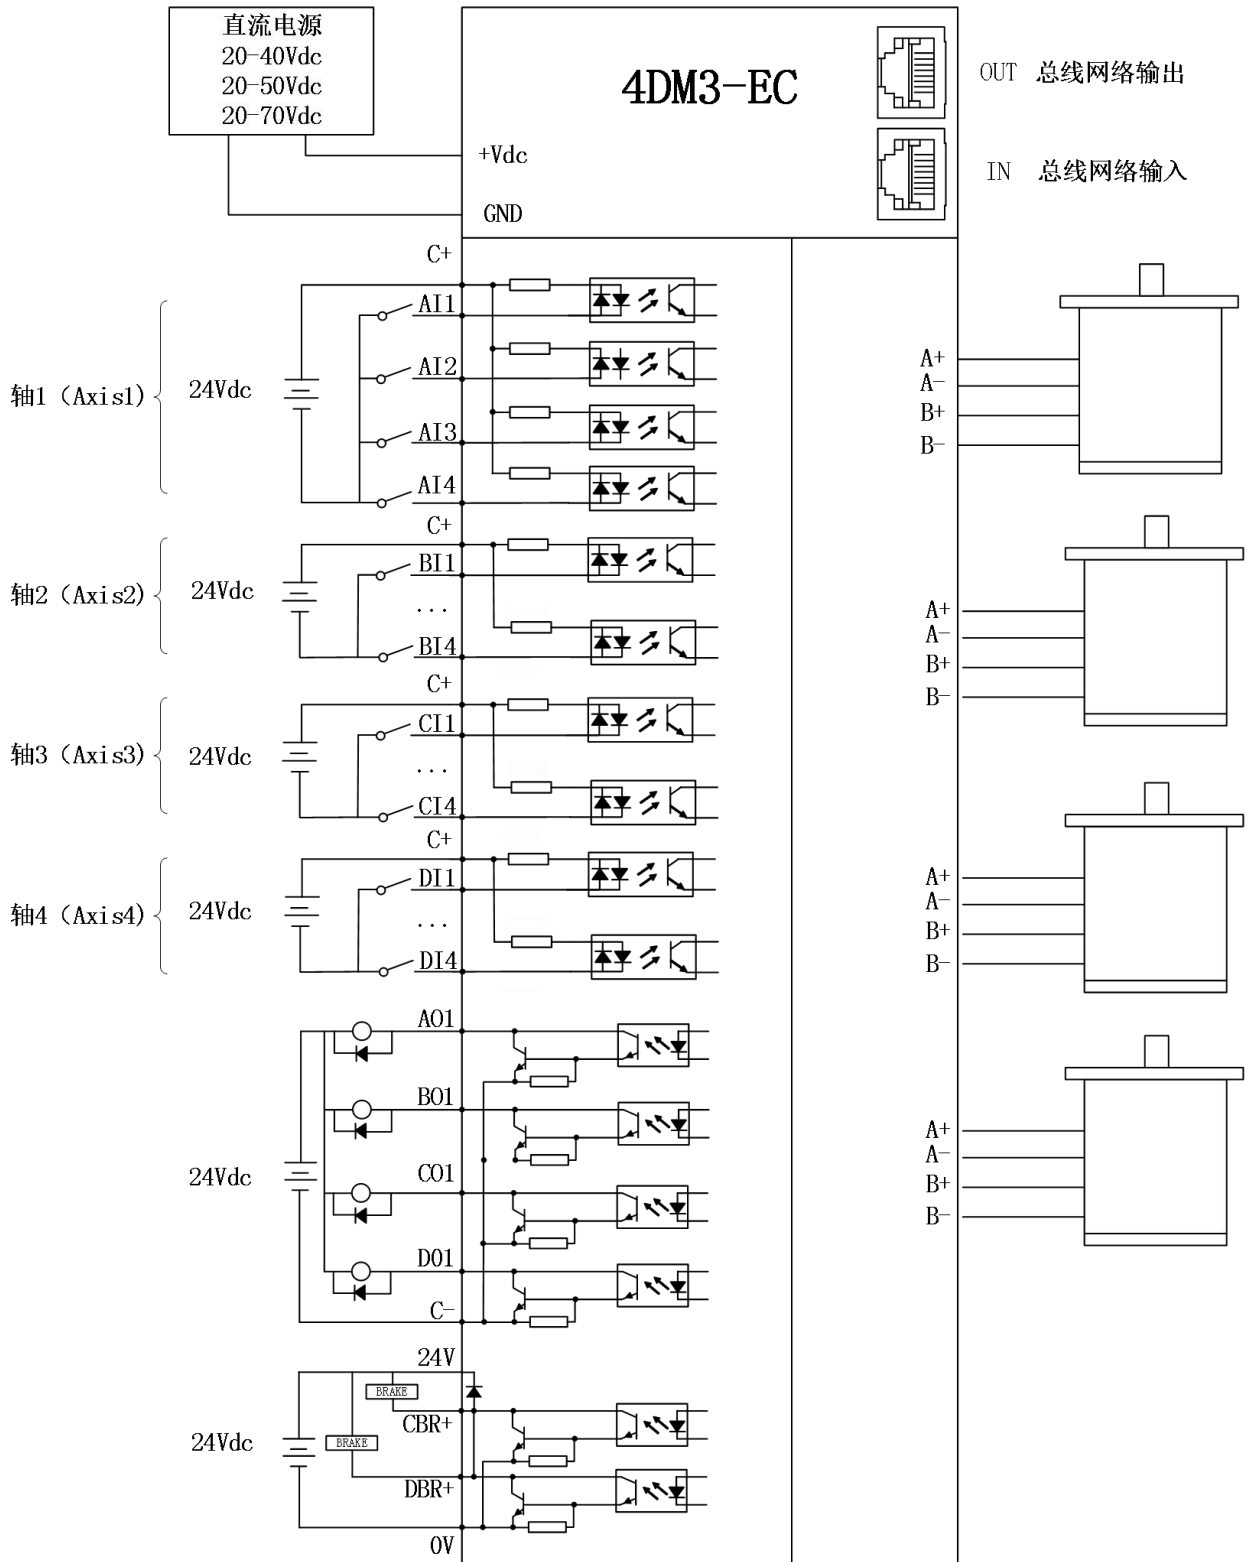 直流电源
20-40Vdc
20-50Vdc
20-70Vdc
4DM3-EC
OUT 总线网络输出
IN 总线网络输入
+Vdc
GND
C+
AI1
AI2
轴1（Axis1）
24Vdc
AI3
AI4
C+
BI1
轴2（Axis2）
24Vdc
...
BI4
C+
CI1
轴3（Axis3）
24Vdc
...
CI4
C+
DI1
轴4（Axis4）
24Vdc
...
DI4
AO1
BO1
24Vdc
CO1
DO1
C-
24V
BRAKE
CBR+
24Vdc
BRAKE
DBR+
0V
A+
A-
B+
B-
A+
A-
B+
B-
A+
A-
B+
B-
A+
A-
B+
B-